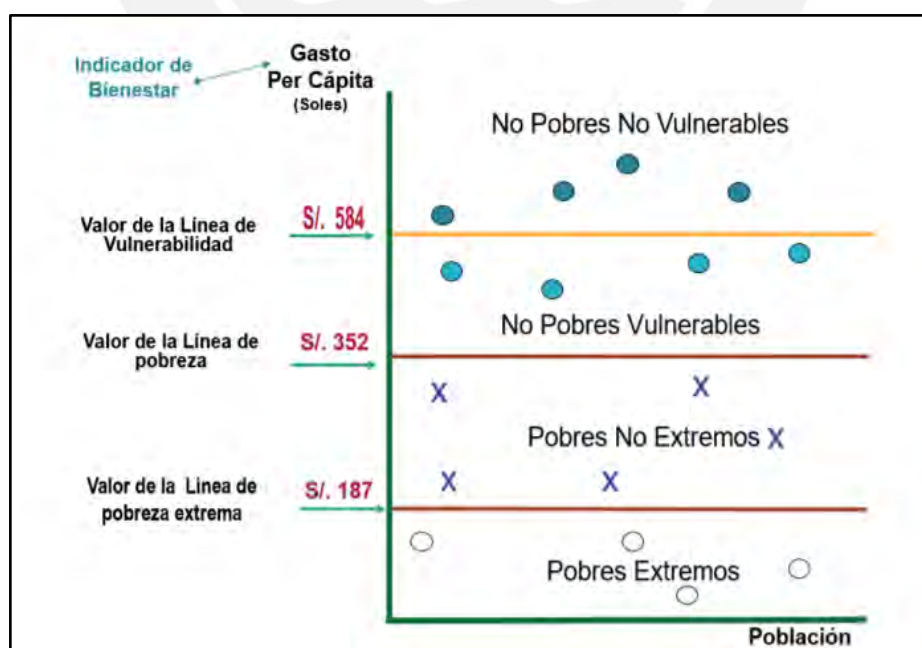 Indicador de
Bienestar
Gasto
Per Cápita
(Soles)
No Pobres No Vulnerables
Valor de la Línea de
Vulnerabilidad
S/. 584
No Pobres Vulnerables
Valor de la Línea de
pobreza
S/. 352
X
X
Pobres No Extremos X
X
X
Valor de la Linea de
pobreza extrema
S/. 187
Pobres Extremos
Población